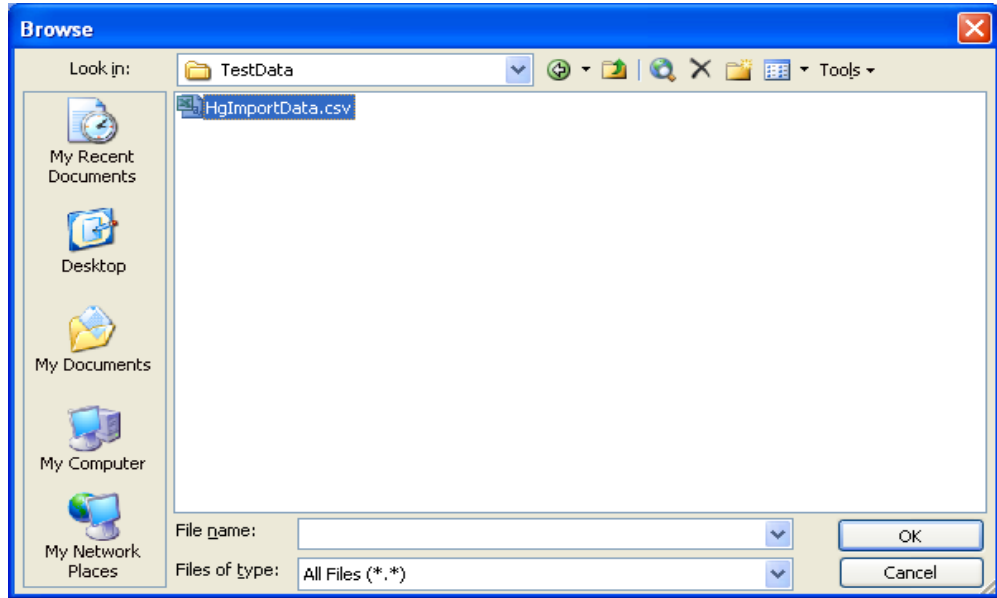 Browse
Look in:
TestData
Tools
HgImportData.csv
My Recent
Documents
Desktop
My Documents
My Computer
My Network
Places
File name:
OK
Files of type:
All Files (*.*)
Cancel